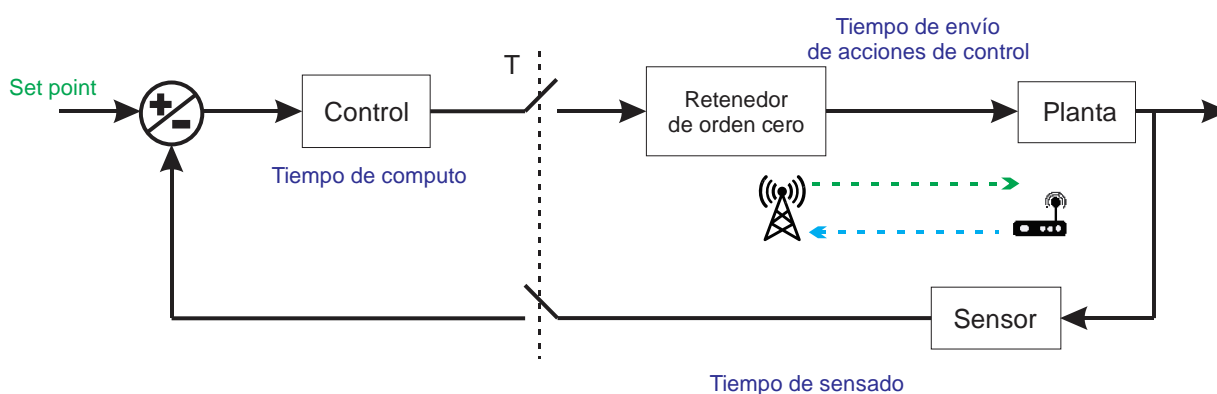 Tiempo de envío
de acciones de control
T
Set point
Control
Retenedor
de orden cero
Planta
Tiempo de computo
Sensor
Tiempo de sensado